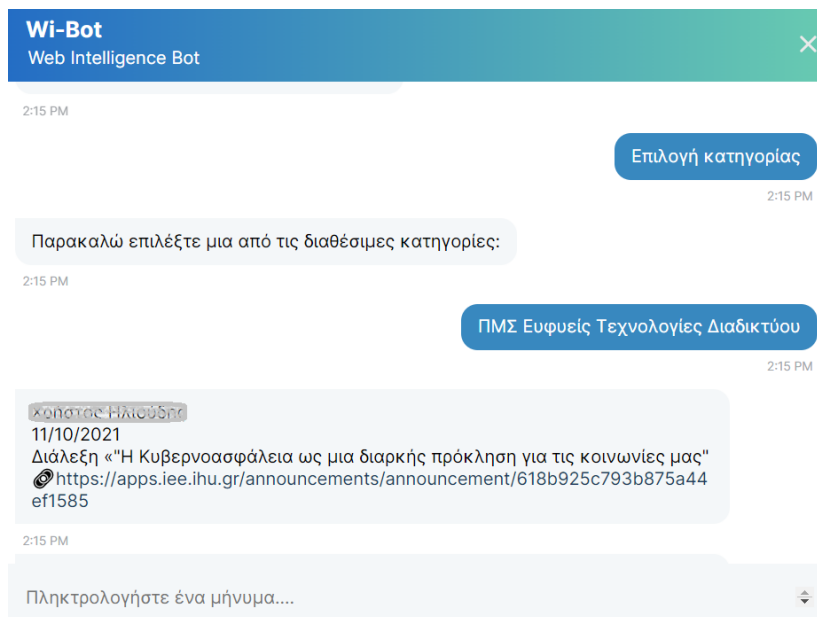 Wi-Bot
Web Intelligence Bot
2:15 PM
Επιλογή κατηγορίας
2:15 PM
Παρακαλώ επιλέξτε μια από τις διαθέσιμες κατηγορίες:
2:15 PM
ΠΜΣ Ευφυείς Τεχνολογίες Διαδικτύου
2:15 PM
11/10/2021
Διάλεξη «"Η Κυβερνοασφάλεια ως μια διαρκής πρόκληση για τις κοινωνίες μας"
https://apps.iee.ihu.gr/announcements/announcement/618b925c793b875a44
ef1585
2:15 PM
Πληκτρολογήστε ένα μήνυμα....